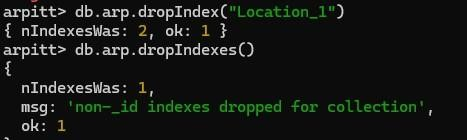 arpitt> db.arp.dropIndex("Location_1")
{ nIndexesWas: 2, ok: 1 }
arpitt> db.arp.dropIndexes()
{
  nIndexesWas: 1,
  msg: 'non-_id indexes dropped for collection',
  ok: 1
}